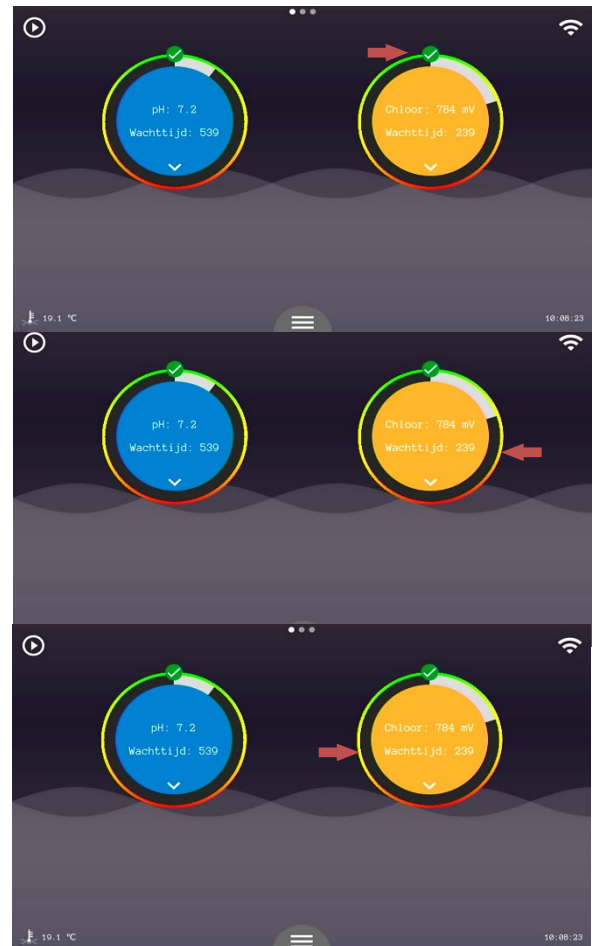 pH: 7.2
Wachttijd: 539
Chloor: 784 mV
Wachttijd: 239
19.1 °C
10:08:23
pH: 7.2
Wachttijd: 539
Chloor: 784 mV
Wachttijd: 239
pH: 7.2
Wachttijd: 539
Chloor: 784 mV
Wachttijd: 239
19.1 °C
10:08:23